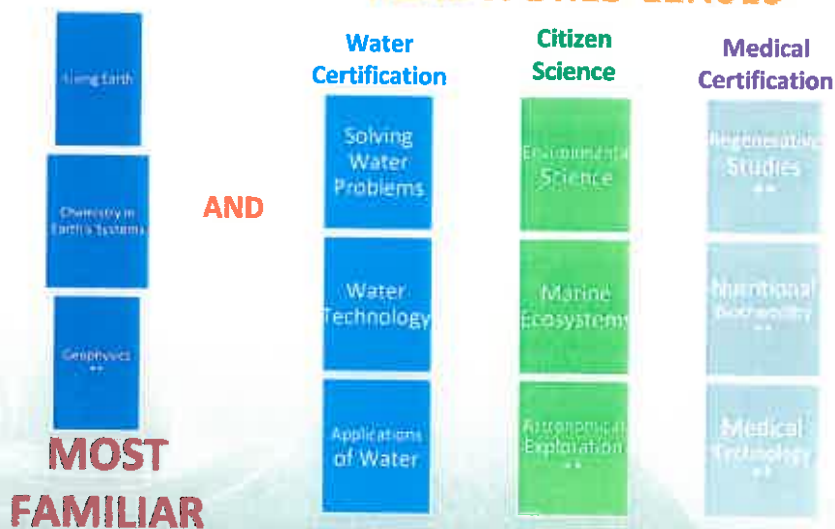 Living Earth
Chemistry in
Earth's Systems
Geophysics
**
MOST
FAMILIAR
AND
Water
Certification
Solving
Water
Problems
Water
Technology
Applications
of Water
Citizen
Science
Environmental
Science
Marine
Ecosystems
Astronomical
Exploration
**
Medical
Certification
Regenerative
Studies
**
Nutritional
Biochemistry
**
Medical
Technology
**